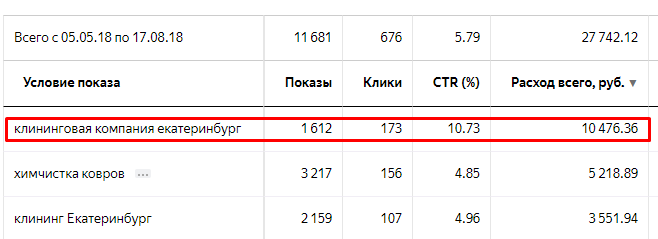 Всего с 05.05.18 по 17.08.18 11 681 676 5.79 27 742.12
Условие показа Показы Клики CTR (%) Расход всего, руб. ▼
клининговая компания екатеринбург 1 612 173 10.73 10 476.36
химчистка ковров ... 3 217 156 4.85 5 218.89
клининг Екатеринбург 2 159 107 4.96 3 551.94